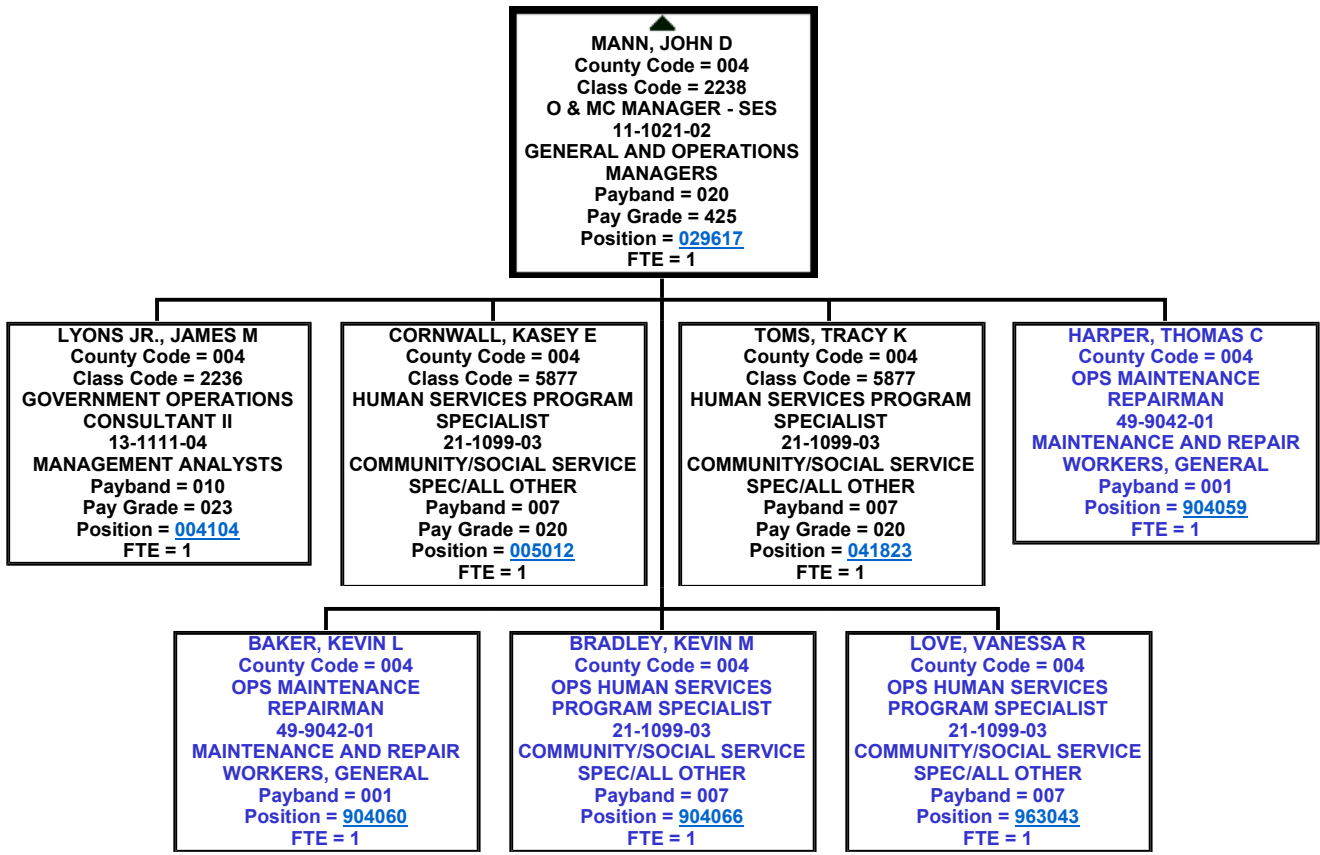 MANN, JOHN D
County Code = 004
Class Code = 2238
O & MC MANAGER - SES
11-1021-02
GENERAL AND OPERATIONS
MANAGERS
Payband = 020
Pay Grade = 425
Position = 029617
FTE = 1
LYONS JR., JAMES M
County Code = 004
Class Code = 2236
GOVERNMENT OPERATIONS
CONSULTANT II
13-1111-04
MANAGEMENT ANALYSTS
Payband = 010
Pay Grade = 023
Position = 004104
FTE = 1
CORNWALL, KASEY E
County Code = 004
Class Code = 5877
HUMAN SERVICES PROGRAM
SPECIALIST
21-1099-03
COMMUNITY/SOCIAL SERVICE
SPEC/ALL OTHER
Payband = 007
Pay Grade = 020
Position = 005012
FTE = 1
TOMS, TRACY K
County Code = 004
Class Code = 5877
HUMAN SERVICES PROGRAM
SPECIALIST
21-1099-03
COMMUNITY/SOCIAL SERVICE
SPEC/ALL OTHER
Payband = 007
Pay Grade = 020
Position = 041823
FTE = 1
HARPER, THOMAS C
County Code = 004
OPS MAINTENANCE
REPAIRMAN
49-9042-01
MAINTENANCE AND REPAIR
WORKERS, GENERAL
Payband = 001
Position = 904059
FTE = 1
BAKER, KEVIN L
County Code = 004
OPS MAINTENANCE
REPAIRMAN
49-9042-01
MAINTENANCE AND REPAIR
WORKERS, GENERAL
Payband = 001
Position = 904060
FTE = 1
BRADLEY, KEVIN M
County Code = 004
OPS HUMAN SERVICES
PROGRAM SPECIALIST
21-1099-03
COMMUNITY/SOCIAL SERVICE
SPEC/ALL OTHER
Payband = 007
Position = 904066
FTE = 1
LOVE, VANESSA R
County Code = 004
OPS HUMAN SERVICES
PROGRAM SPECIALIST
21-1099-03
COMMUNITY/SOCIAL SERVICE
SPEC/ALL OTHER
Payband = 007
Position = 963043
FTE = 1